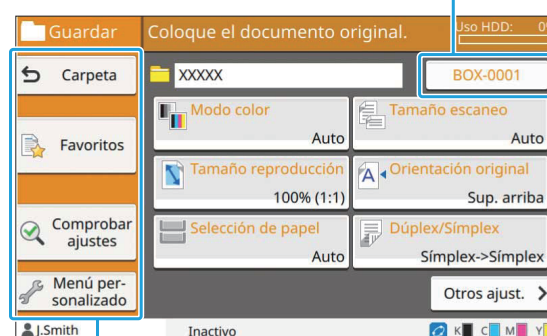 Guardar
Coloque el documento original.
Uso HDD:
Carpeta
XXXXX
BOX-0001
Favoritos
Modo color
Auto
Tamaño escaneo
Auto
Tamaño reproducción
100% (1:1)
Orientación original
Sup. arriba
Comprobar
ajustes
Selección de papel
Auto
Dúplex/Símplex
Símplex->Símplex
Menú per-
sonalizado
Otros ajust.
J.Smith
Inactivo
K C M Y